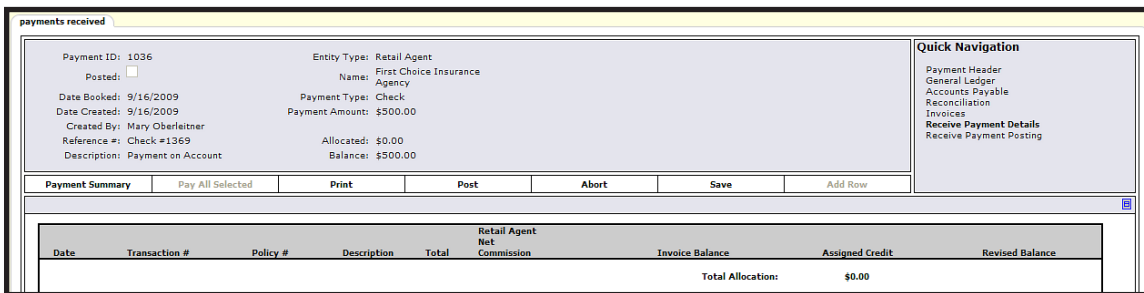 payments received
Payment ID: 1036
Posted:
Date Booked: 9/16/2009
Date Created: 9/16/2009
Created By: Mary Oberleitner
Reference #: Check #1369
Description: Payment on Account
Entity Type: Retail Agent
Name: First Choice Insurance
Agency
Payment Type: Check
Payment Amount: $500.00
Allocated: $0.00
Balance: $500.00
Quick Navigation
Payment Header
General Ledger
Accounts Payable
Reconciliation
Invoices
Receive Payment Details
Receive Payment Posting
Payment Summary Pay All Selected Print Post Abort Save Add Row
Retail Agent
Net
Date Transaction # Policy # Description Total Commission Invoice Balance Assigned Credit Revised Balance
Total Allocation: $0.00